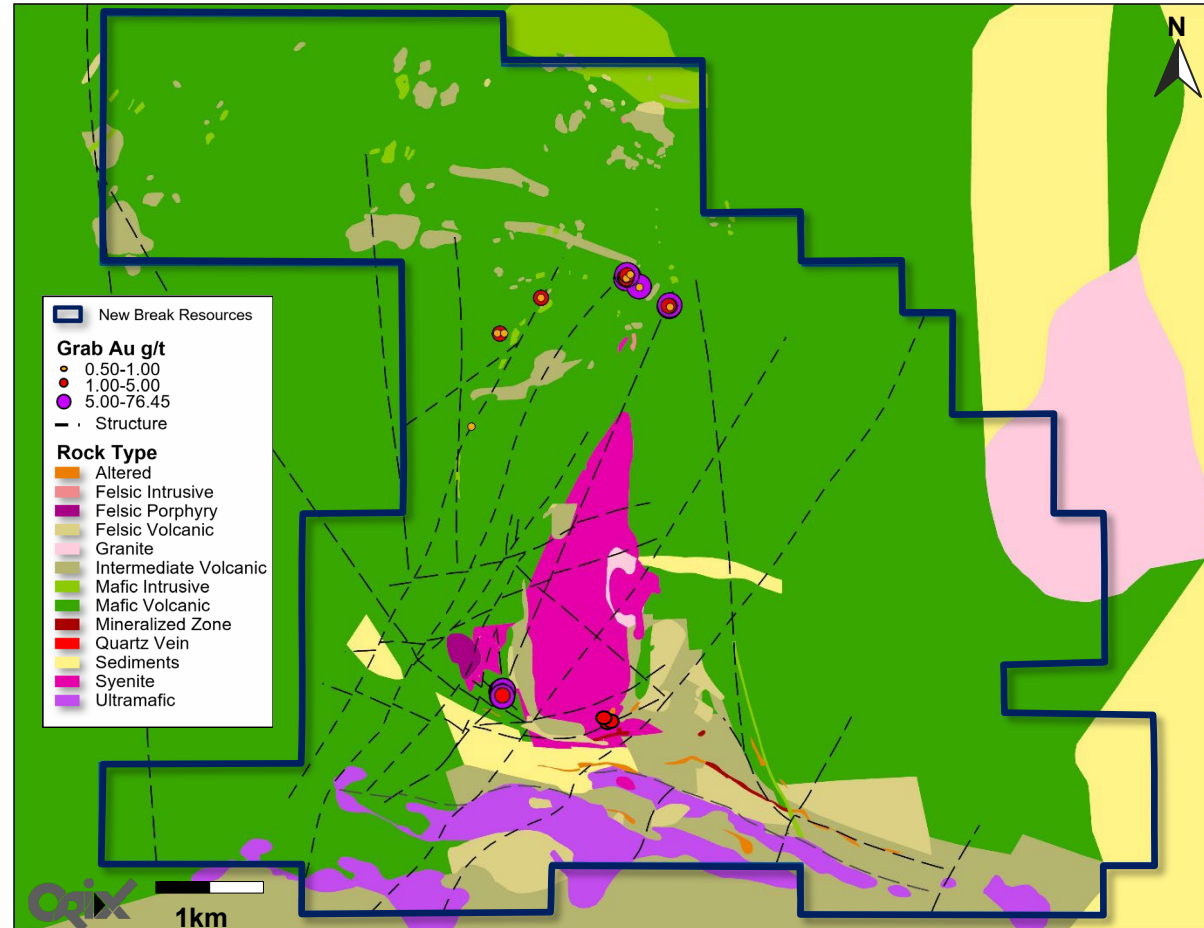 N
New Break Resources
Grab Au g/t
0.50-1.00
1.00-5.00
5.00-76.45
Structure
Rock Type
Altered
Felsic Intrusive
Felsic Porphyry
Felsic Volcanic
Granite
Intermediate Volcanic
Mafic Intrusive
Mafic Volcanic
Mineralized Zone
Quartz Vein
Sediments
Syenite
Ultramafic
Orix
1km